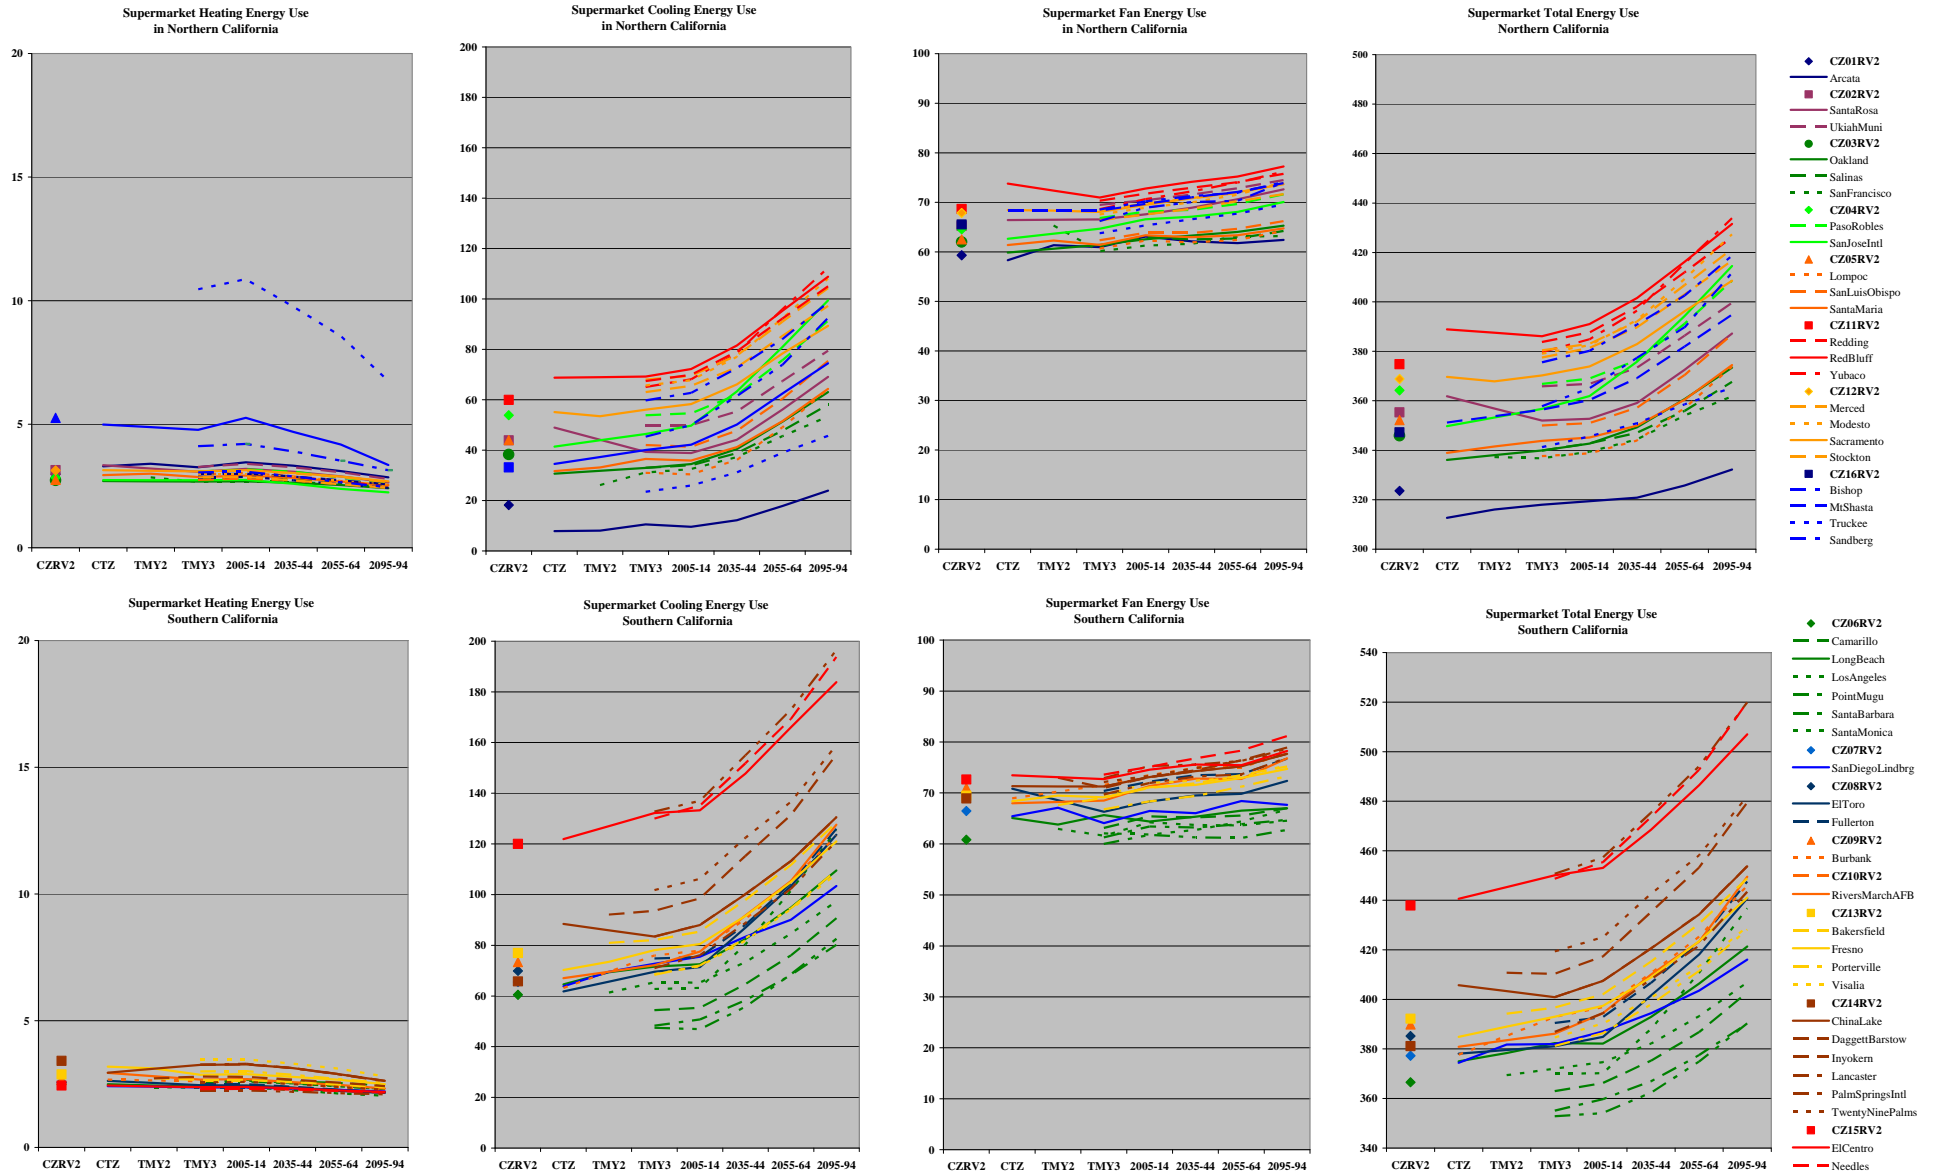 Supermarket Heating Energy Use
in Northern California
20
15
10
5
0
CZRV2 CTZ TMY2 TMY3 2005-14 2035-44 2055-64 2095-94
Supermarket Cooling Energy Use
in Northern California
200
180
160
140
120
100
80
60
40
20
0
CZRV2 CTZ TMY2 TMY3 2005-14 2035-44 2055-64 2095-94
Supermarket Fan Energy Use
in Northern California
100
90
80
70
60
50
40
30
20
10
0
CZRV2 CTZ TMY2 TMY3 2005-14 2035-44 2055-64 2095-94
Supermarket Total Energy Use
Northern California
500
480
460
440
420
400
380
360
340
320
300
CZRV2 CTZ TMY2 TMY3 2005-14 2035-44 2055-64 2095-94
CZ01RV2
Arcata
CZ02RV2
SantaRosa
UkiahMuni
CZ03RV2
Oakland
Salinas
SanFrancisco
CZ04RV2
PasoRobles
SanJoseIntl
CZ05RV2
Lompoc
SanLuisObispo
SantaMaria
CZ11RV2
Redding
RedBluff
Yubaco
CZ12RV2
Merced
Modesto
Sacramento
Stockton
CZ16RV2
Bishop
MtShasta
Truckee
Sandberg
Supermarket Heating Energy Use
Southern California
20
15
10
5
0
CZRV2 CTZ TMY2 TMY3 2005-14 2035-44 2055-64 2095-94
Supermarket Cooling Energy Use
Southern California
200
180
160
140
120
100
80
60
40
20
0
CZRV2 CTZ TMY2 TMY3 2005-14 2035-44 2055-64 2095-94
Supermarket Fan Energy Use
Southern California
100
90
80
70
60
50
40
30
20
10
0
CZRV2 CTZ TMY2 TMY3 2005-14 2035-44 2055-64 2095-94
Supermarket Total Energy Use
Southern California
540
520
500
480
460
440
420
400
380
360
340
CZRV2 CTZ TMY2 TMY3 2005-14 2035-44 2055-64 2095-94
CZ06RV2
Camarillo
LongBeach
LosAngeles
PointMugu
SantaBarbara
SantaMonica
CZ07RV2
SanDiegoLindbrg
CZ08RV2
ElToro
Fullerton
CZ09RV2
Burbank
CZ10RV2
RiversMarchAFB
CZ13RV2
Bakersfield
Fresno
Porterville
Visalia
CZ14RV2
ChinaLake
DaggettBarstow
Inyokern
Lancaster
PalmSpringsIntl
TwentyNinePalms
CZ15RV2
ElCentro
Needles